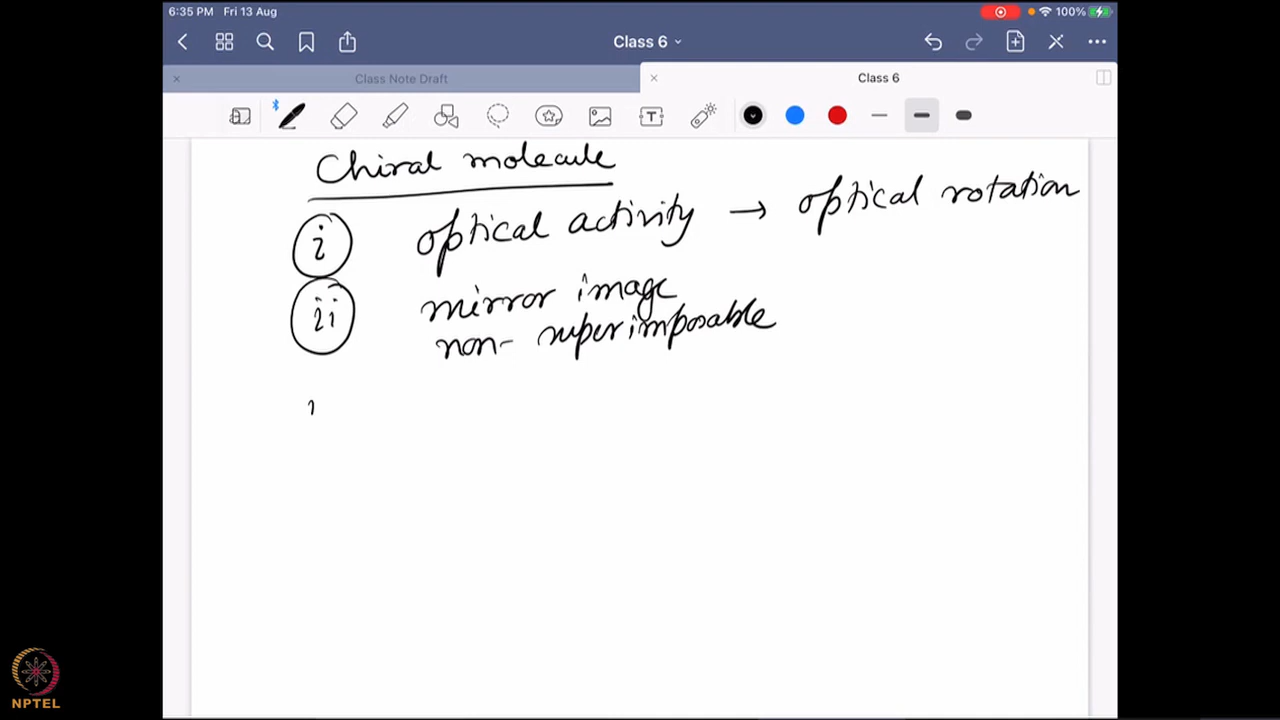 6:35 PM Fri 13 Aug
100%
Class 6
Class Note Draft
Class 6
T
Chiral molecule
i optical activity → optical rotation
ii mirror image
non-superimposable
NPTEL